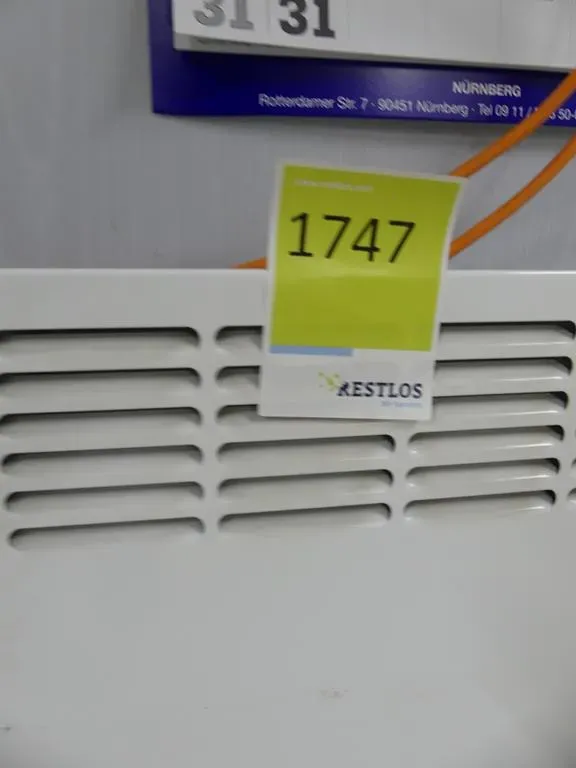 31 31
NÜRNBERG
Rotterdamer Str. 7 · 90451 Nürnberg · Tel 09 11 /
1747
RESTLOS